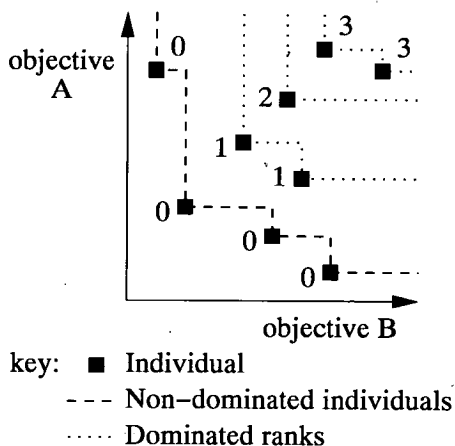 0
3
objective
A
3
2
1
1
0
0
0
objective B
key: ■ Individual
--- Non-dominated individuals
..... Dominated ranks